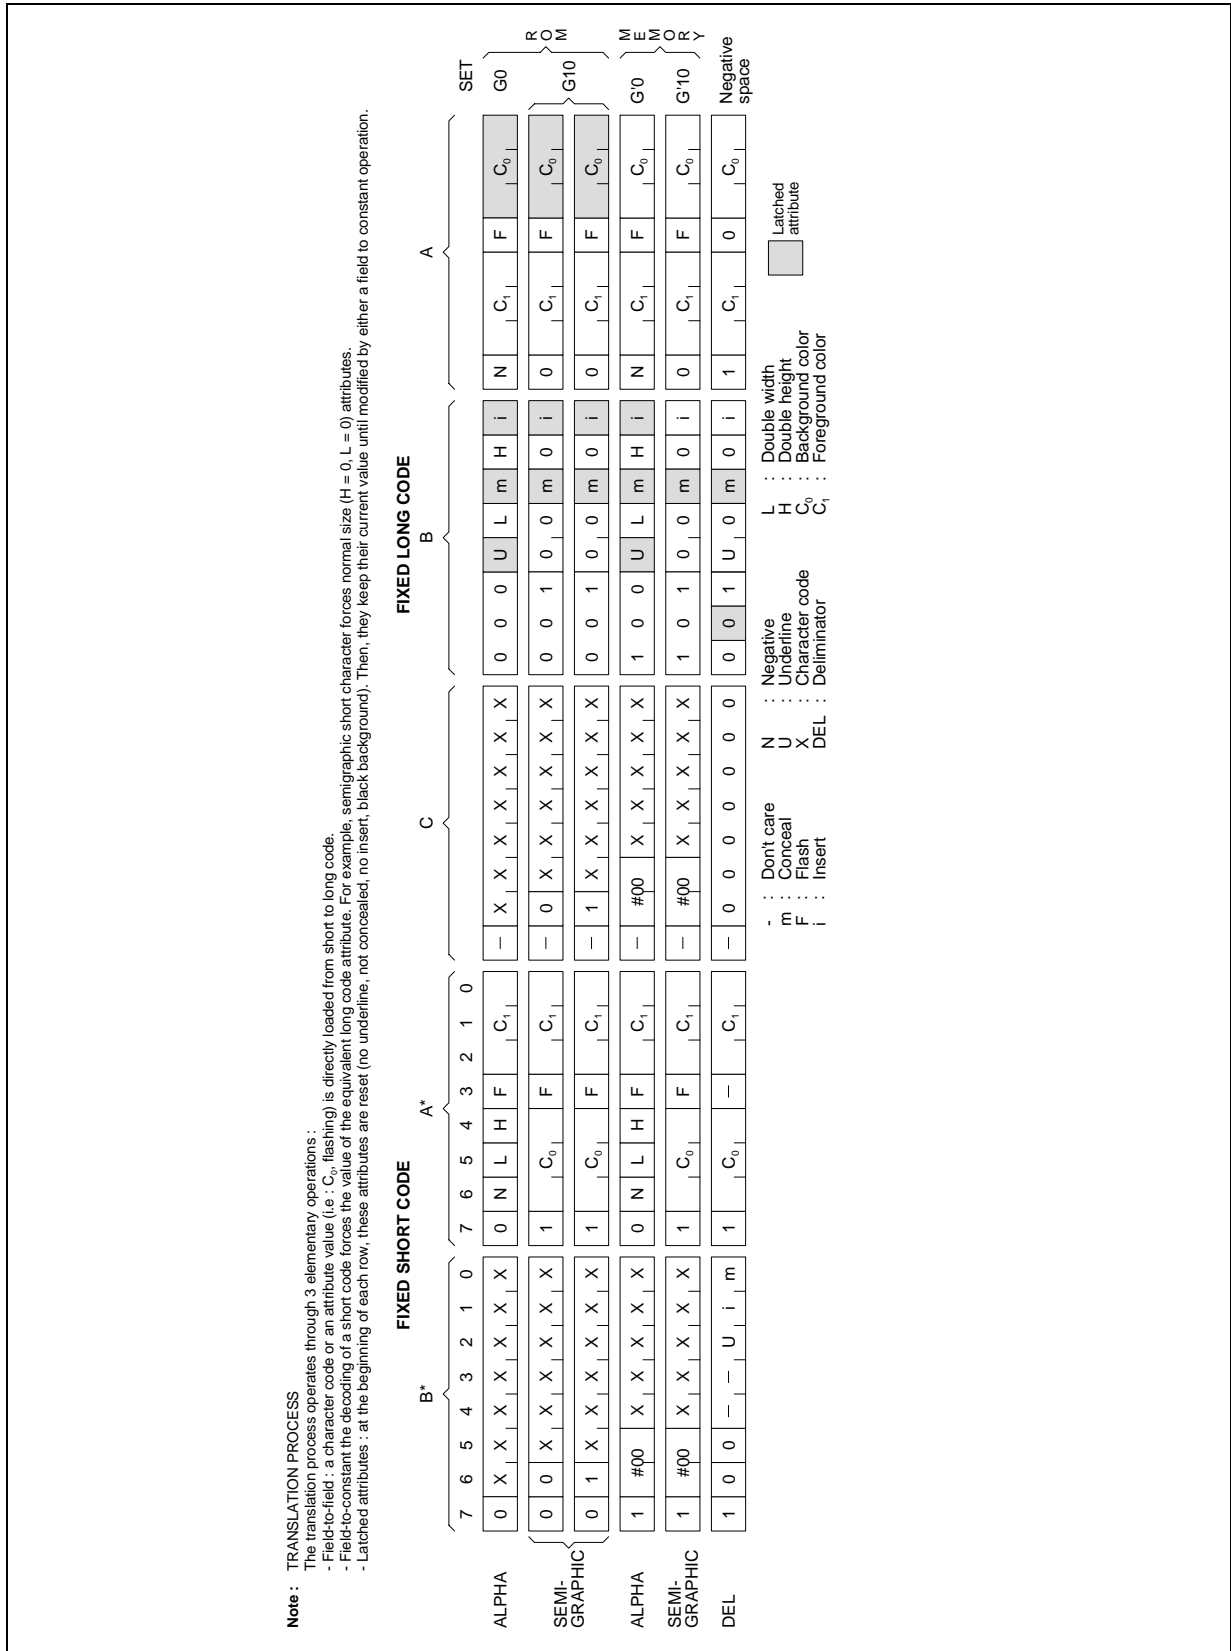 Note : TRANSLATION PROCESS
The translation process operates through 3 elementary operations :
- Field-to-field : a character code or an attribute value (i.e : C0, flashing) is directly loaded from short to long code.
- Field-to-constant the decoding of a short code forces the value of the equivalent long code attribute. For example, semigraphic short character forces normal size (H = 0, L = 0) attributes.
- Latched attributes : at the beginning of each row, these attributes are reset (no underline, not concealed, no insert, black background). Then, they keep their current value until modified by either a field to constant operation.
FIXED SHORT CODE FIXED LONG CODE
B* A* C B A
7 6 5 4 3 2 1 0 7 6 5 4 3 2 1 0 SET
ALPHA 0 X X X X X X X 0 N L H F C1 – X X X X X X X 0 0 0 U L m H i N C1 F C0 G0
SEMI-GRAPHIC 0 0 X X X X X X 1 C0 F C1 – 0 X X X X X X 0 0 1 0 0 m 0 i 0 C1 F C0 G10 ROM
0 1 X X X X X X 1 C0 F C1 – 1 X X X X X X 0 0 1 0 0 m 0 i 0 C1 F C0
ALPHA 1 #00 X X X X X 0 N L H F C1 – #00 X X X X X 1 0 0 U L m H i N C1 F C0 G'0 MEMORY
SEMI-GRAPHIC 1 #00 X X X X X 1 C0 F C1 – #00 X X X X X 1 0 1 0 0 m 0 i 0 C1 F C0 G'10
DEL 1 0 0 – – U i m 1 C0 – C1 – 0 0 0 0 0 0 0 0 0 1 U 0 m 0 i 1 C1 0 C0 Negative space
- : Don't care N : Negative L : Double width Latched attribute
m : Conceal U : Underline H : Double height
F : Flash X : Character code C0 : Background color
i : Insert DEL : Deliminator C1 : Foreground color